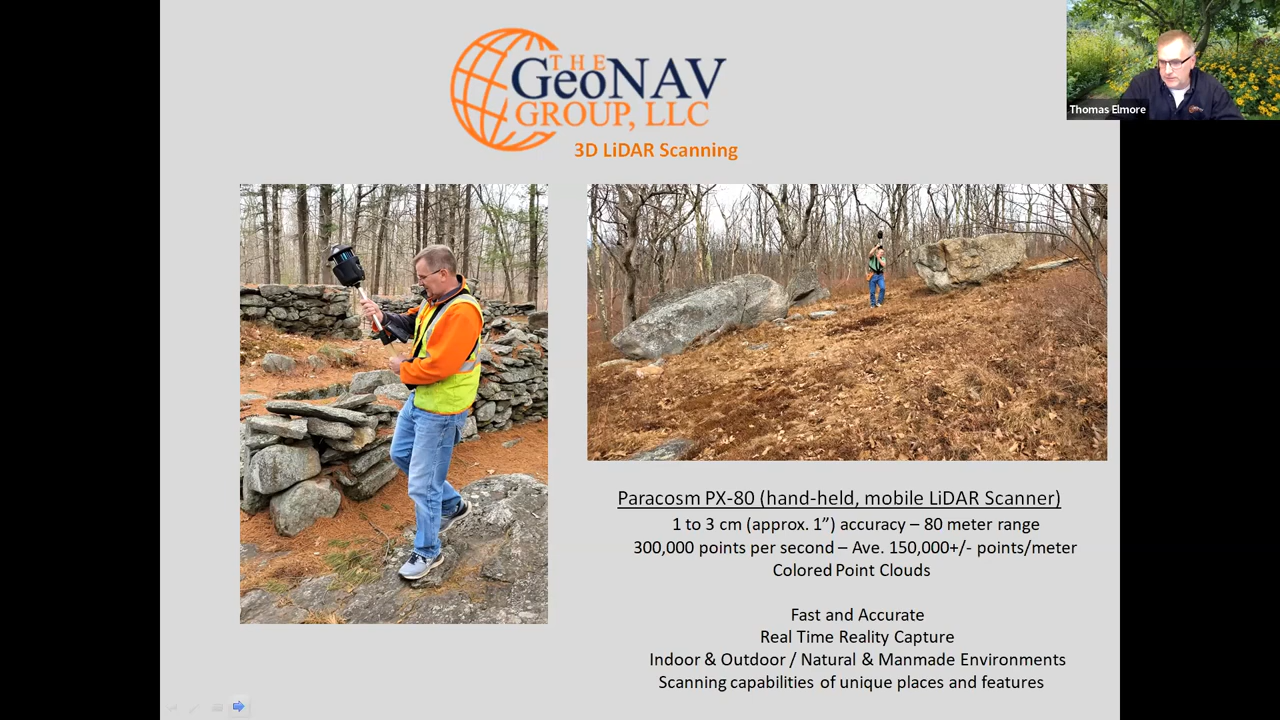 THE
GeoNAV
GROUP, LLC
3D LiDAR Scanning
Thomas Elmore
Paracosm PX-80 (hand-held, mobile LiDAR Scanner)
1 to 3 cm (approx. 1”) accuracy – 80 meter range
300,000 points per second – Ave. 150,000+/- points/meter
Colored Point Clouds
Fast and Accurate
Real Time Reality Capture
Indoor & Outdoor / Natural & Manmade Environments
Scanning capabilities of unique places and features